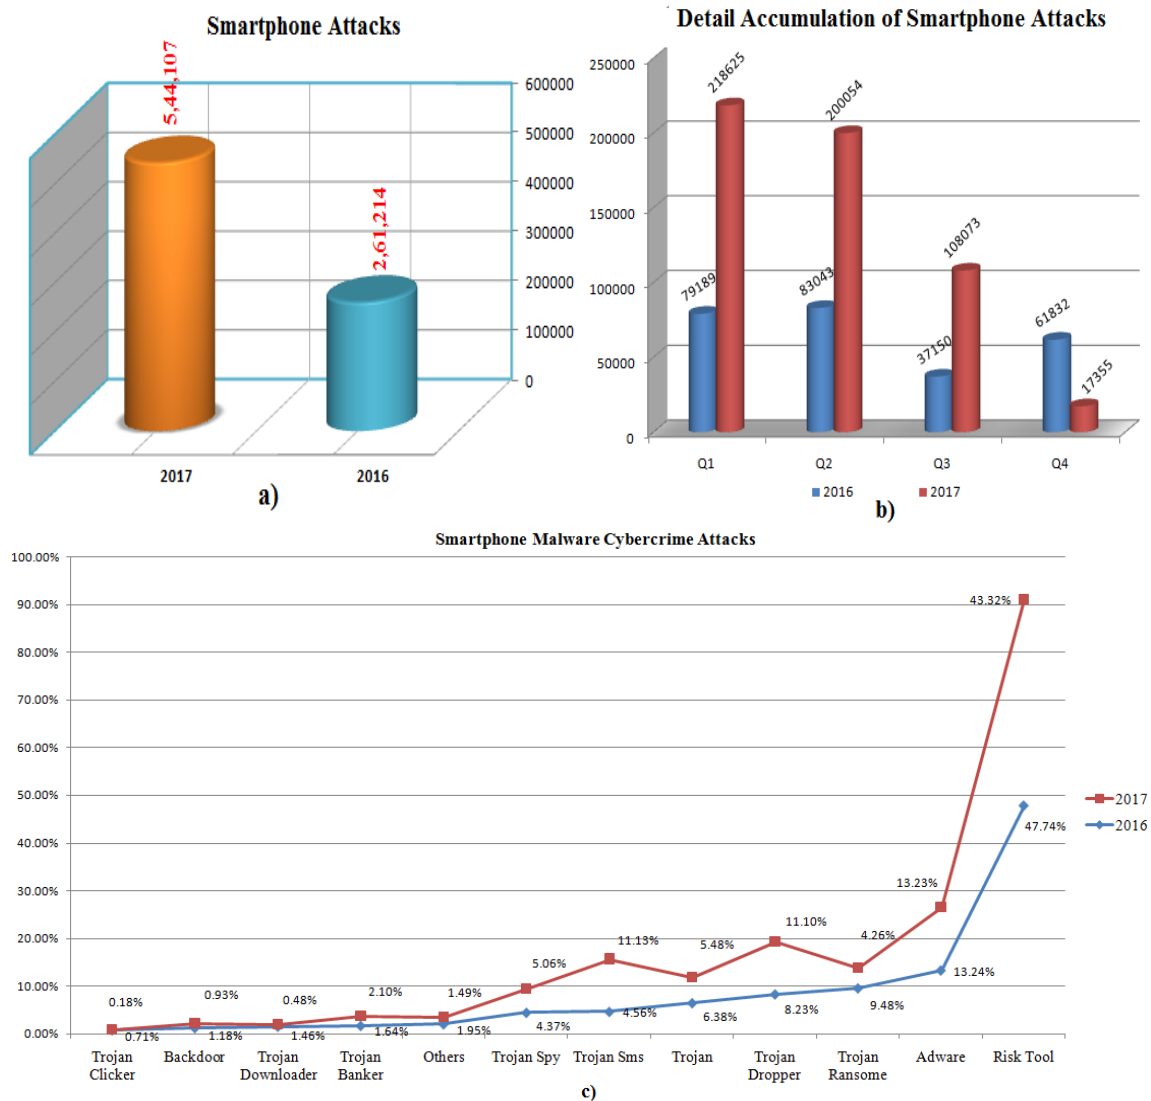 Smartphone Attacks
5,44,107
2,61,214
600000
500000
400000
300000
200000
100000
0
2017 2016
a)
Detail Accumulation of Smartphone Attacks
250000
200000
150000
100000
50000
0
79189 218625 83043 200054 37150 108073 61832 17355
Q1 Q2 Q3 Q4
2016 2017
b)
Smartphone Malware Cybercrime Attacks
100.00%
90.00%
80.00%
70.00%
60.00%
50.00%
40.00%
30.00%
20.00%
10.00%
0.00%
0.18% 0.93% 0.48% 2.10% 1.49% 5.06% 11.13% 5.48% 11.10% 4.26% 13.23% 43.32%
0.71% 1.18% 1.46% 1.64% 1.95% 4.37% 4.56% 6.38% 8.23% 9.48% 13.24% 47.74%
2017
2016
Trojan Clicker
Backdoor
Trojan Downloader
Trojan Banker
Others
Trojan Spy
Trojan Sms
Trojan
Trojan Dropper
Trojan Ransome
Adware
Risk Tool
c)